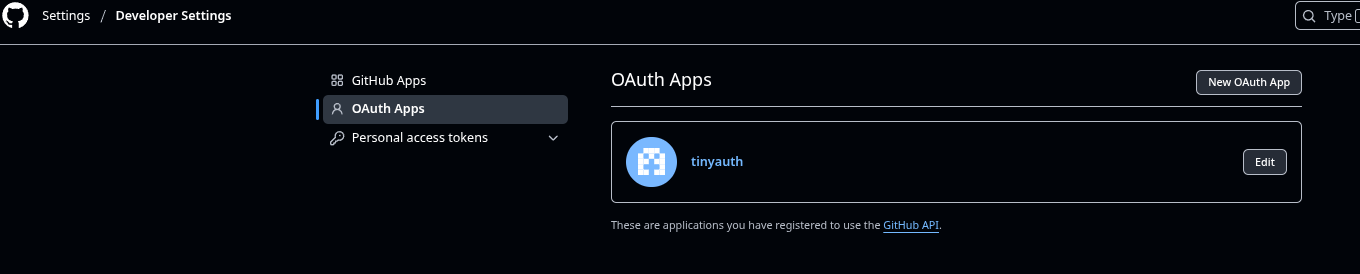 Settings / Developer Settings
Type
GitHub Apps
OAuth Apps
Personal access tokens
OAuth Apps
New OAuth App
tinyauth
Edit
These are applications you have registered to use the GitHub API.